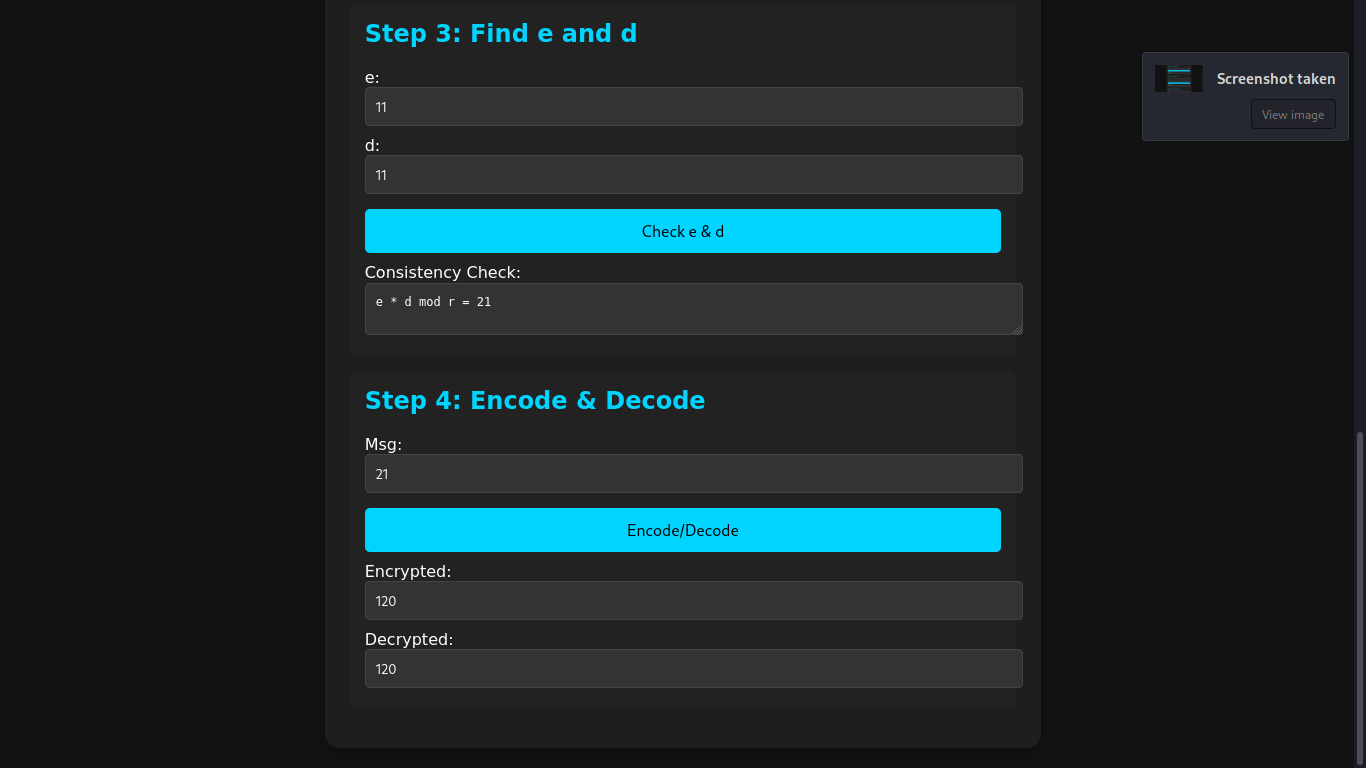 Step 3: Find e and d
e:
11
d:
11
Check e & d
Consistency Check:
e * d mod r = 21
Step 4: Encode & Decode
Msg:
21
Encode/Decode
Encrypted:
120
Decrypted:
120
Screenshot taken
View image